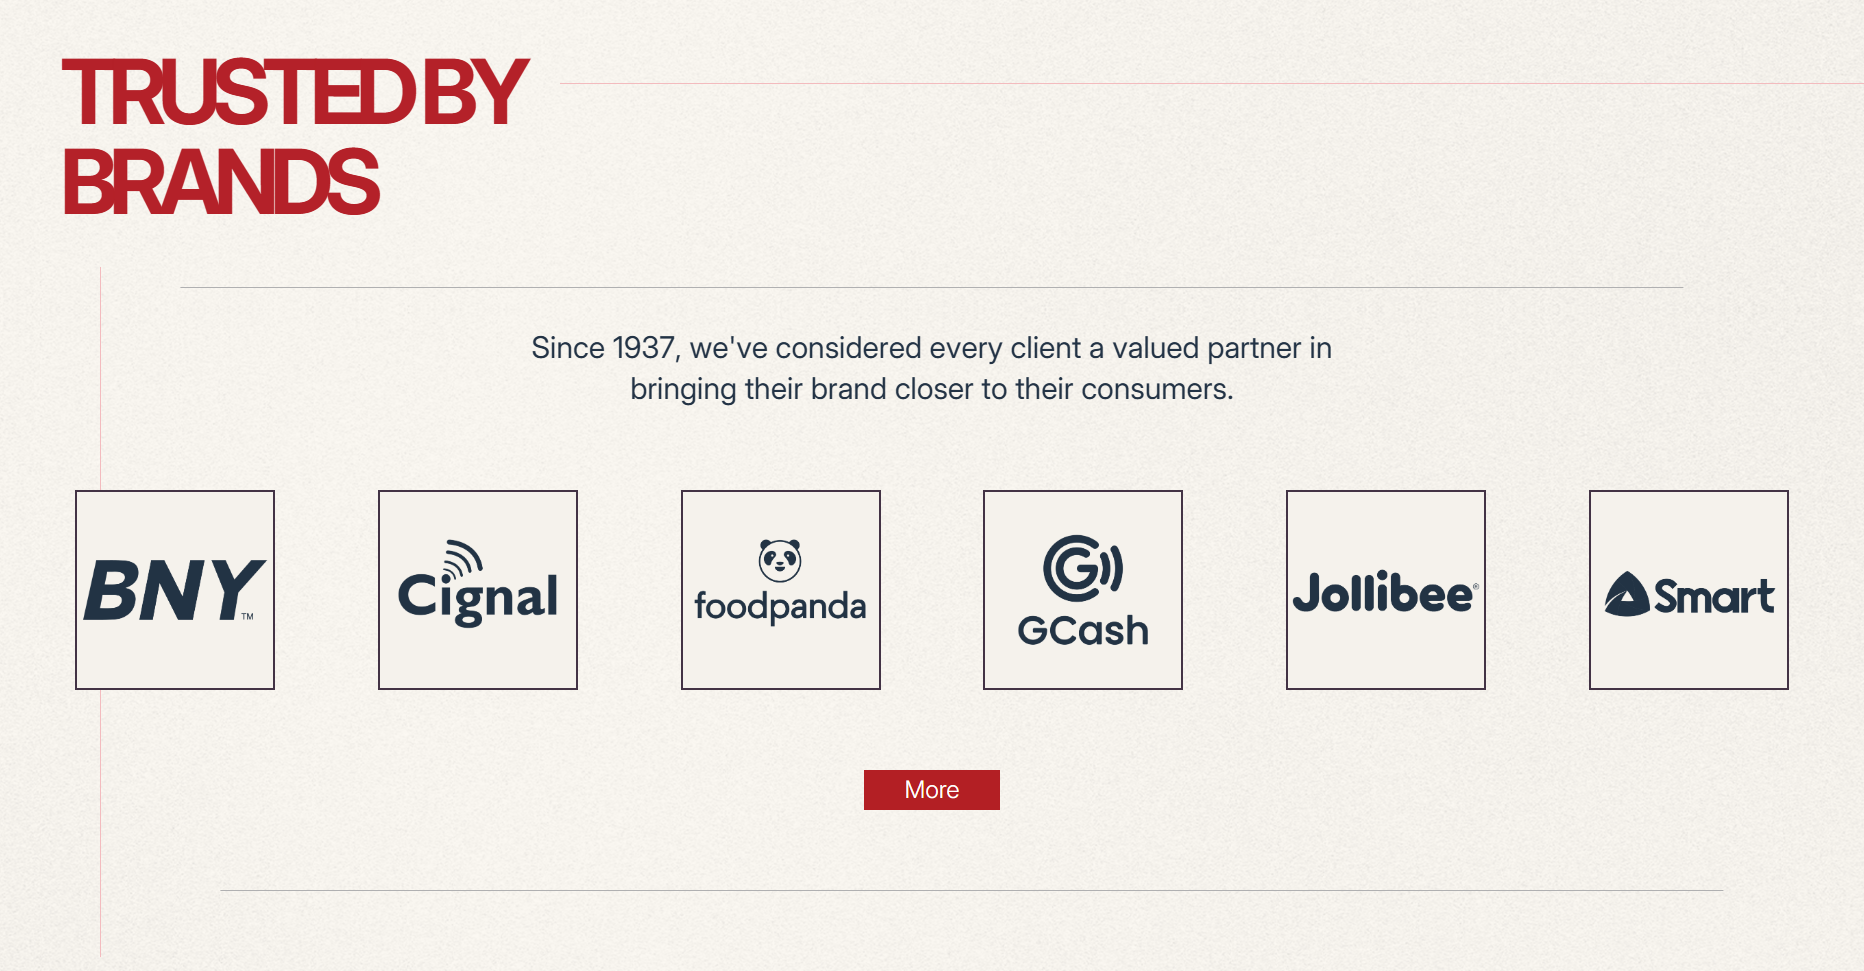 TRUSTED BY
BRANDS
Since 1937, we've considered every client a valued partner in
bringing their brand closer to their consumers.
BNY™
Cignal
foodpanda
GCash
Jollibee®
Smart
More